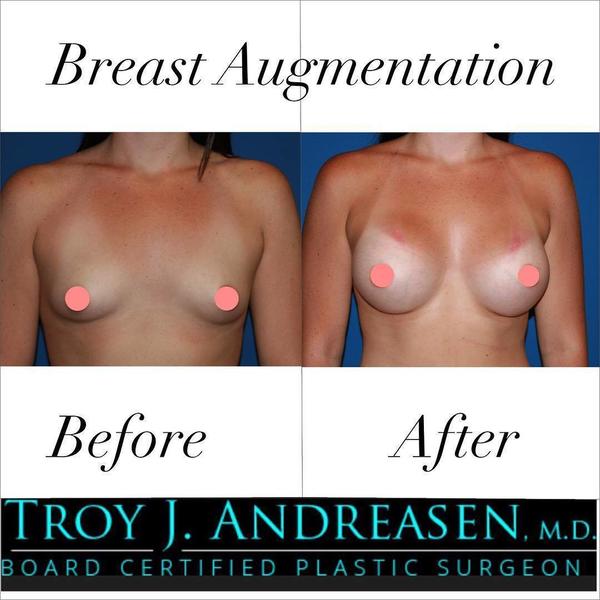 Breast Augmentation
Before
After
TROY J. ANDREASEN, M.D.
BOARD CERTIFIED PLASTIC SURGEON